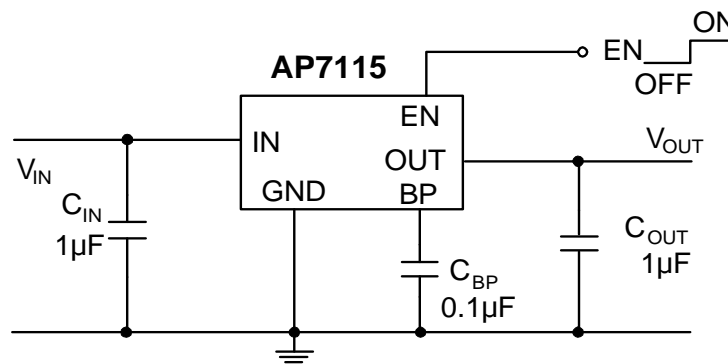 ON
EN
OFF
AP7115
EN
IN
OUT
GND
BP
VIN
VOUT
CIN
1µF
CBP
0.1µF
COUT
1µF